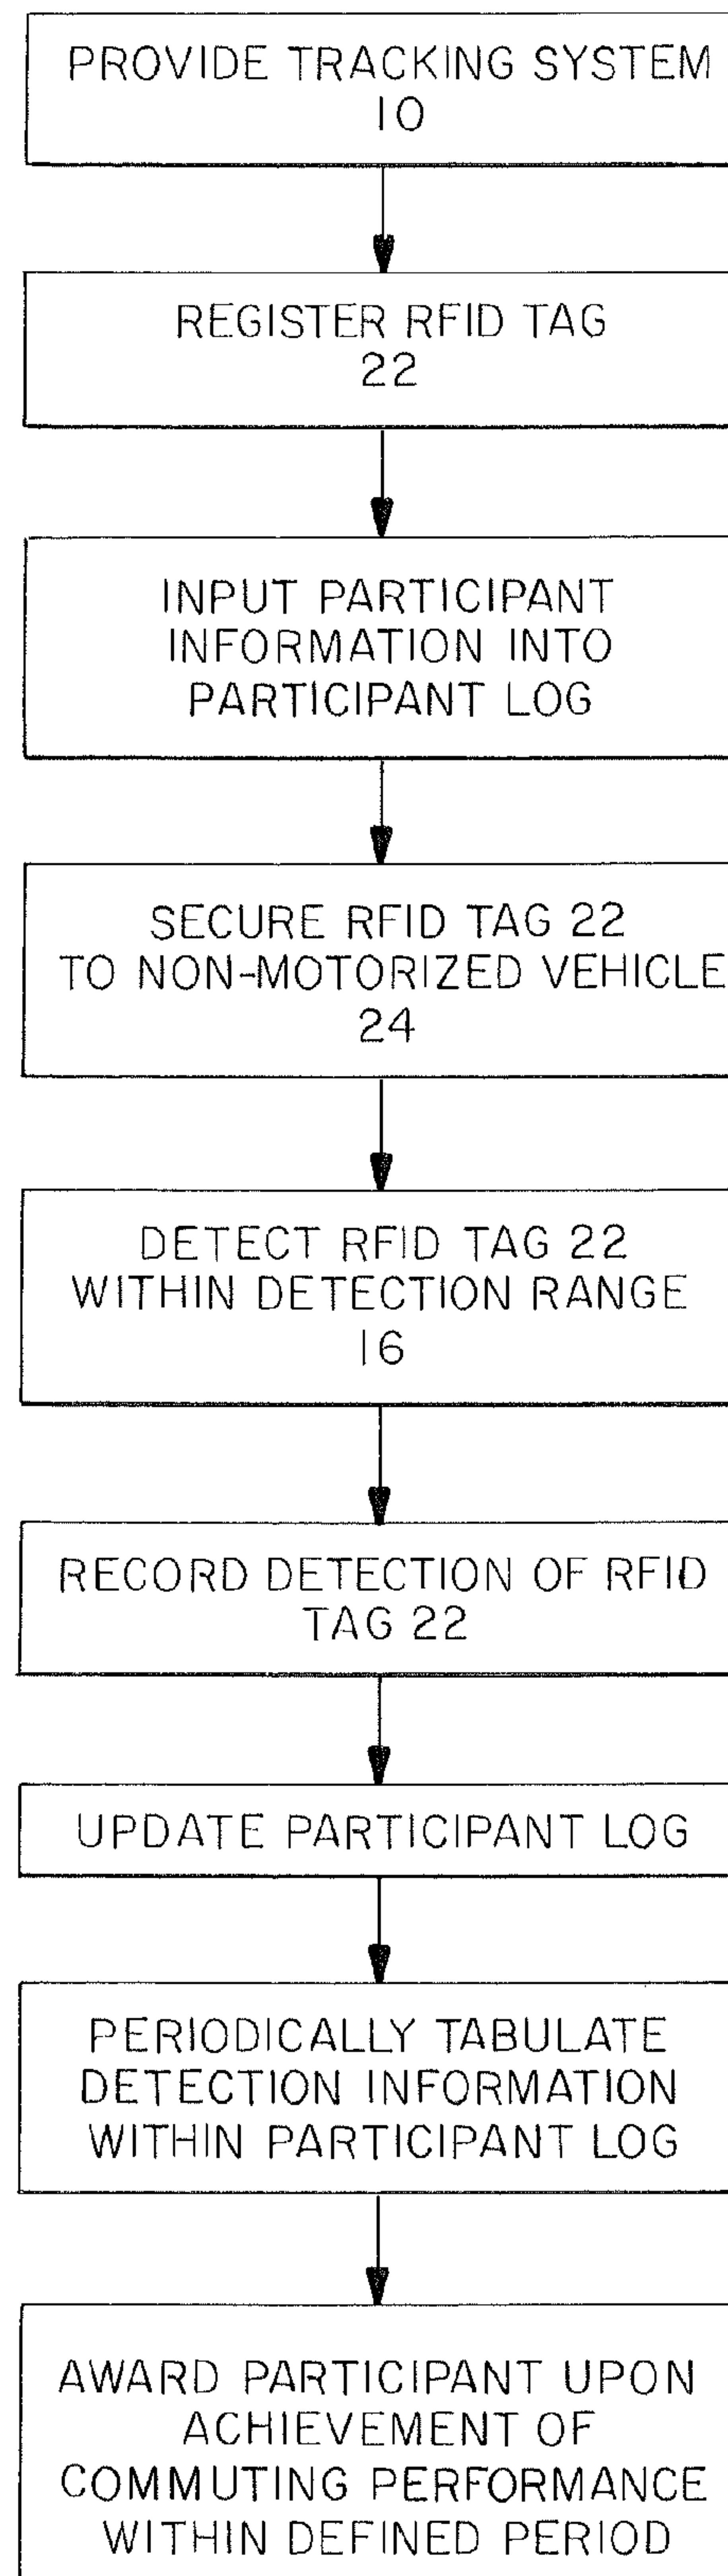 PROVIDE TRACKING SYSTEM
10
REGISTER RFID TAG
22
INPUT PARTICIPANT
INFORMATION INTO
PARTICIPANT LOG
SECURE RFID TAG 22
TO NON-MOTORIZED VEHICLE
24
DETECT RFID TAG 22
WITHIN DETECTION RANGE
16
RECORD DETECTION OF RFID
TAG 22
UPDATE PARTICIPANT LOG
PERIODICALLY TABULATE
DETECTION INFORMATION
WITHIN PARTICIPANT LOG
AWARD PARTICIPANT UPON
ACHIEVEMENT OF
COMMUTING PERFORMANCE
WITHIN DEFINED PERIOD